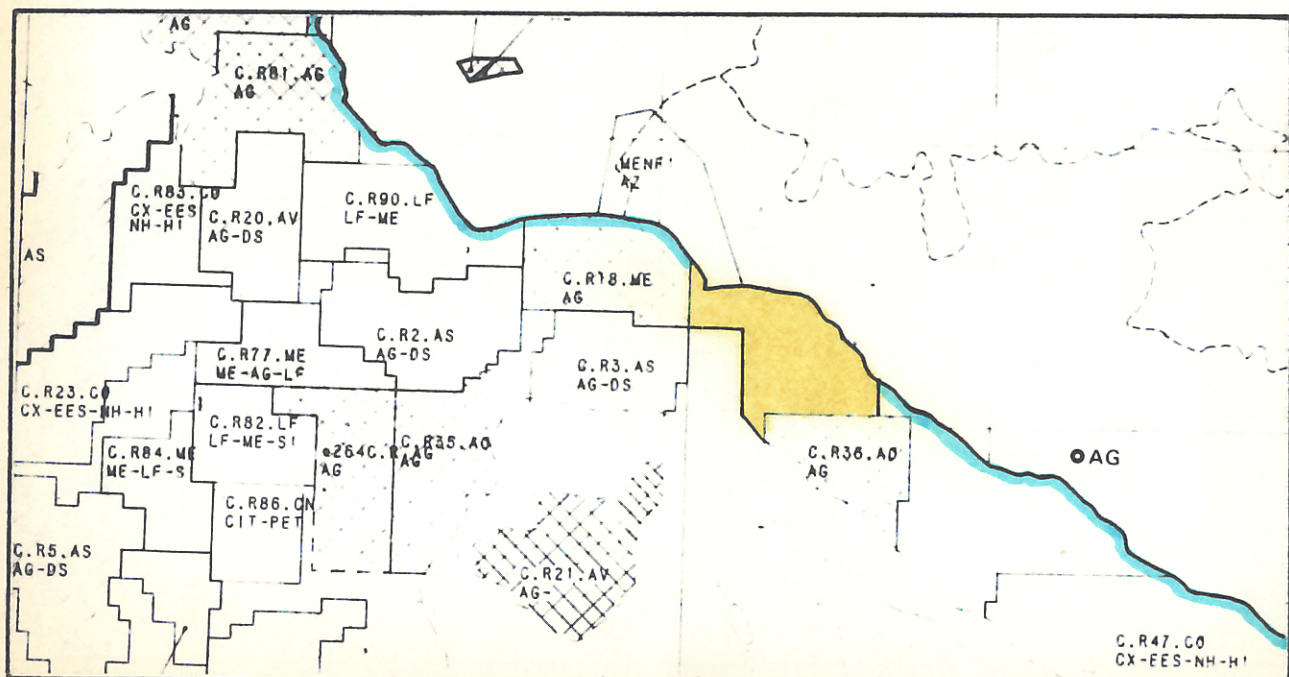 AG
C.R81.AG
AG
C.R83.CO
CX-EES
NH-HI
C.R20.AV
AG-DS
C.R90.LF
LF-ME
MENF
AZ
AS
C.R18.ME
AG
C.R2.AS
AG-DS
C.R77.ME
ME-AG-LF
C.R3.AS
AG-DS
C.R23.CO
CX-EES-NH-HI
C.R82.LF
LF-ME-SI
C.R84.ME
ME-LF-S
AG
C.R35.AO
AG
C.R36.AO
AG
AG
C.R86.CN
CIT-PET
C.R5.AS
AG-DS
C.R21.AV
AG-
C.R47.CO
CX-EES-NH-HI